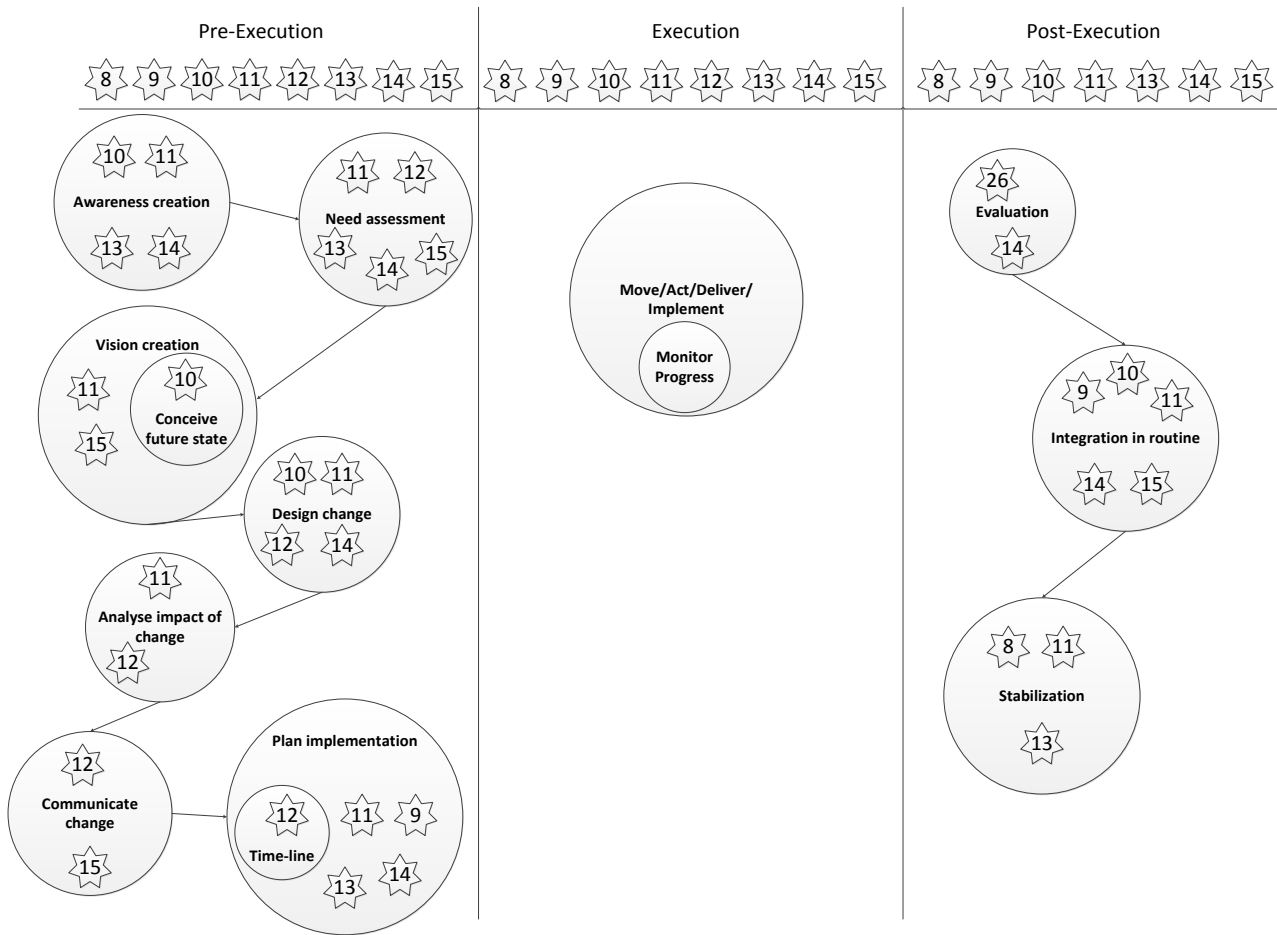 Pre-Execution
Execution
Post-Execution
8 9 10 11 12 13 14 15
8 9 10 11 12 13 14 15
8 9 10 11 13 14 15
10 11
Awareness creation
13 14
11 12
Need assessment
13 14 15
Vision creation
11
15
10
Conceive
future state
10 11
Design change
12 14
11
Analyse impact of
change
12
12
Communicate
change
15
Plan implementation
12
Time-line
11 9
13 14
Move/Act/Deliver/
Implement
Monitor
Progress
26
Evaluation
14
9 10 11
Integration in routine
14 15
8 11
Stabilization
13